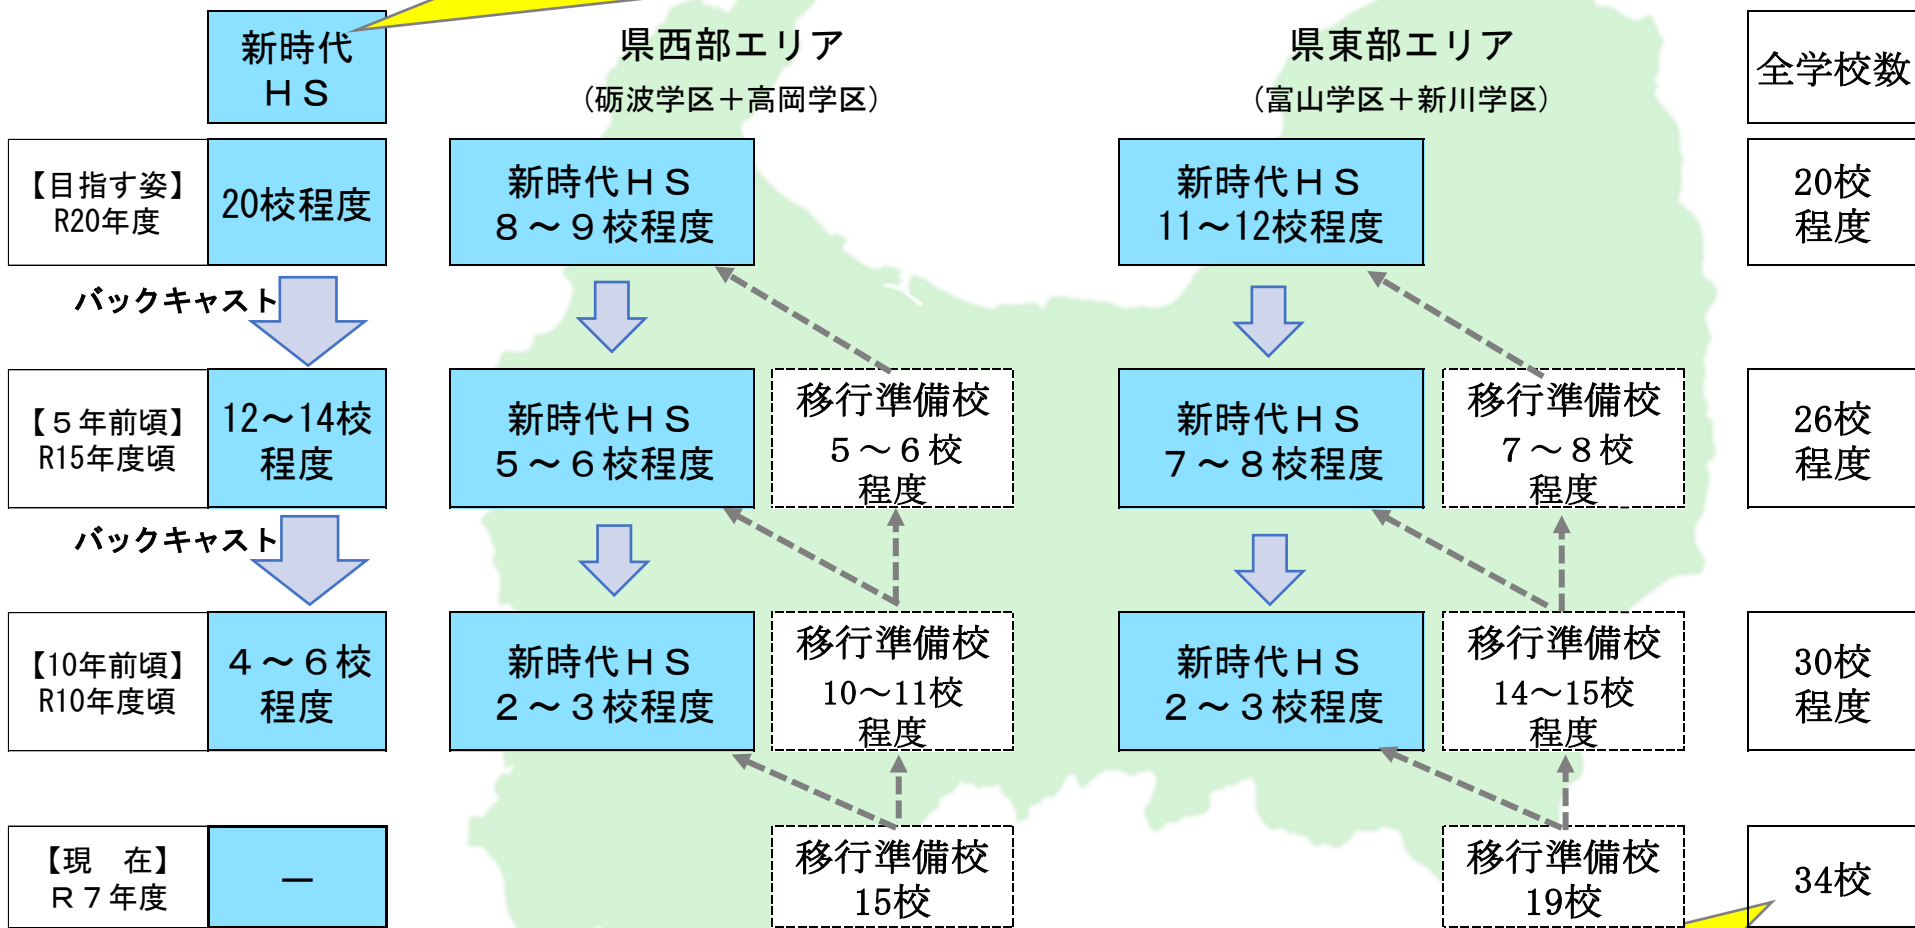 新時代
ＨＳ
県西部エリア
（砺波学区＋高岡学区）
県東部エリア
（富山学区＋新川学区）
全学校数
【目指す姿】
R20年度
20校程度
新時代ＨＳ
８～９校程度
新時代ＨＳ
11～12校程度
20校
程度
バックキャスト
【５年前頃】
R15年度頃
12～14校
程度
新時代ＨＳ
５～６校程度
移行準備校
５～６校
程度
新時代ＨＳ
７～８校程度
移行準備校
７～８校
程度
26校
程度
バックキャスト
【10年前頃】
R10年度頃
４～６校
程度
新時代ＨＳ
２～３校程度
移行準備校
10～11校
程度
新時代ＨＳ
２～３校程度
移行準備校
14～15校
程度
30校
程度
【現　在】
Ｒ７年度
－
移行準備校
15校
移行準備校
19校
34校